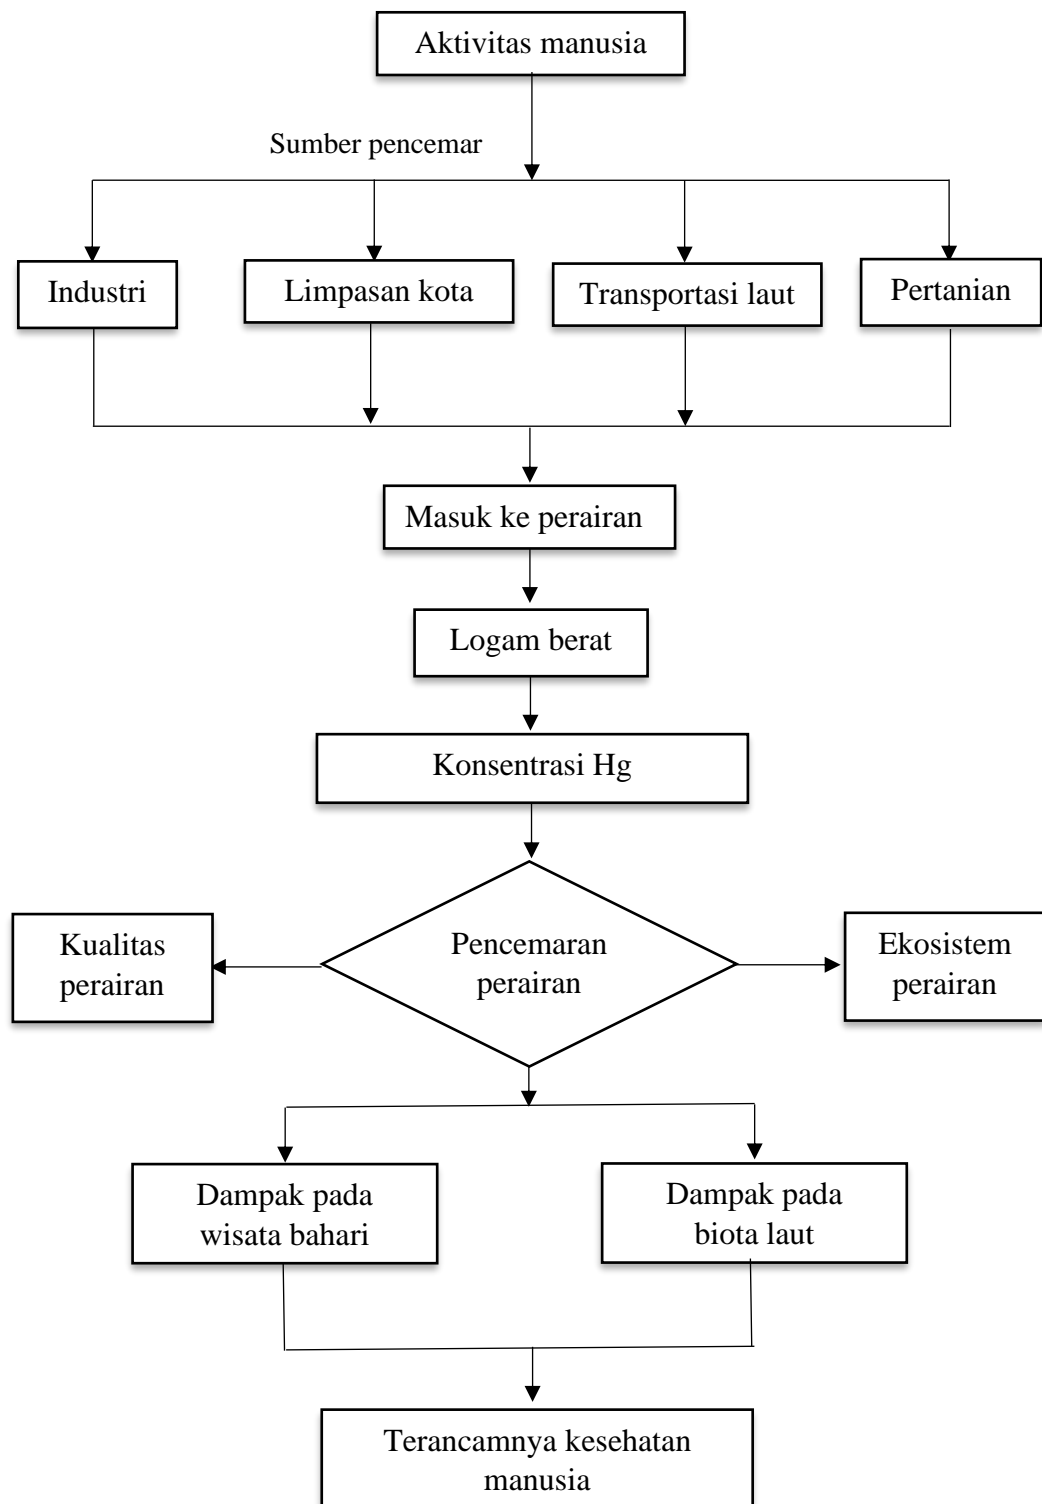 Aktivitas manusia
Sumber pencemar
Industri
Limpasan kota
Transportasi laut
Pertanian
Masuk ke perairan
Logam berat
Konsentrasi Hg
Kualitas
perairan
Pencemaran
perairan
Ekosistem
perairan
Dampak pada
wisata bahari
Dampak pada
biota laut
Terancamnya kesehatan
manusia